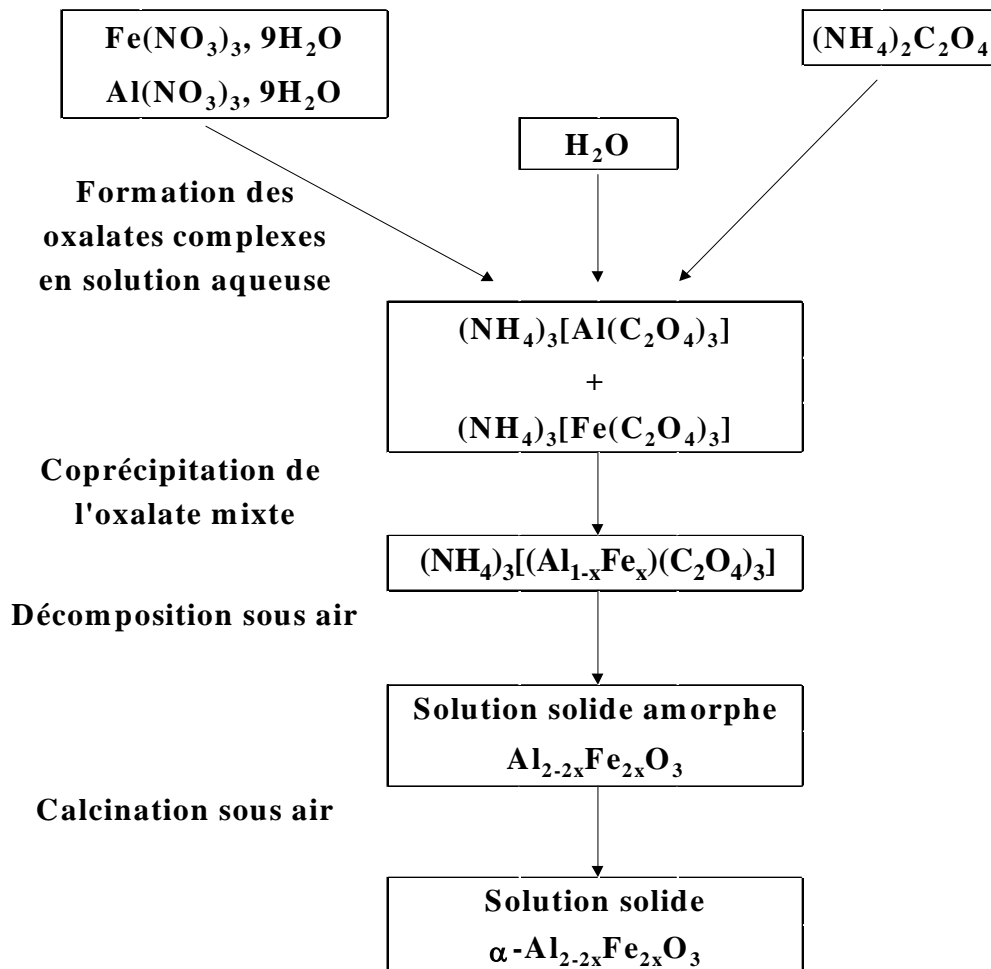 Fe(NO₃)₃, 9H₂O
Al(NO₃)₃, 9H₂O
(NH₄)₂C₂O₄
H₂O
Formation des
oxalates complexes
en solution aqueuse
(NH₄)₃[Al(C₂O₄)₃]
+
(NH₄)₃[Fe(C₂O₄)₃]
Coprécipitation de
l'oxalate mixte
(NH₄)₃[(Al₁₋ₓFeₓ)(C₂O₄)₃]
Décomposition sous air
Solution solide amorphe
Al₂₋₂ₓFe₂ₓO₃
Calcination sous air
Solution solide
α-Al₂₋₂ₓFe₂ₓO₃